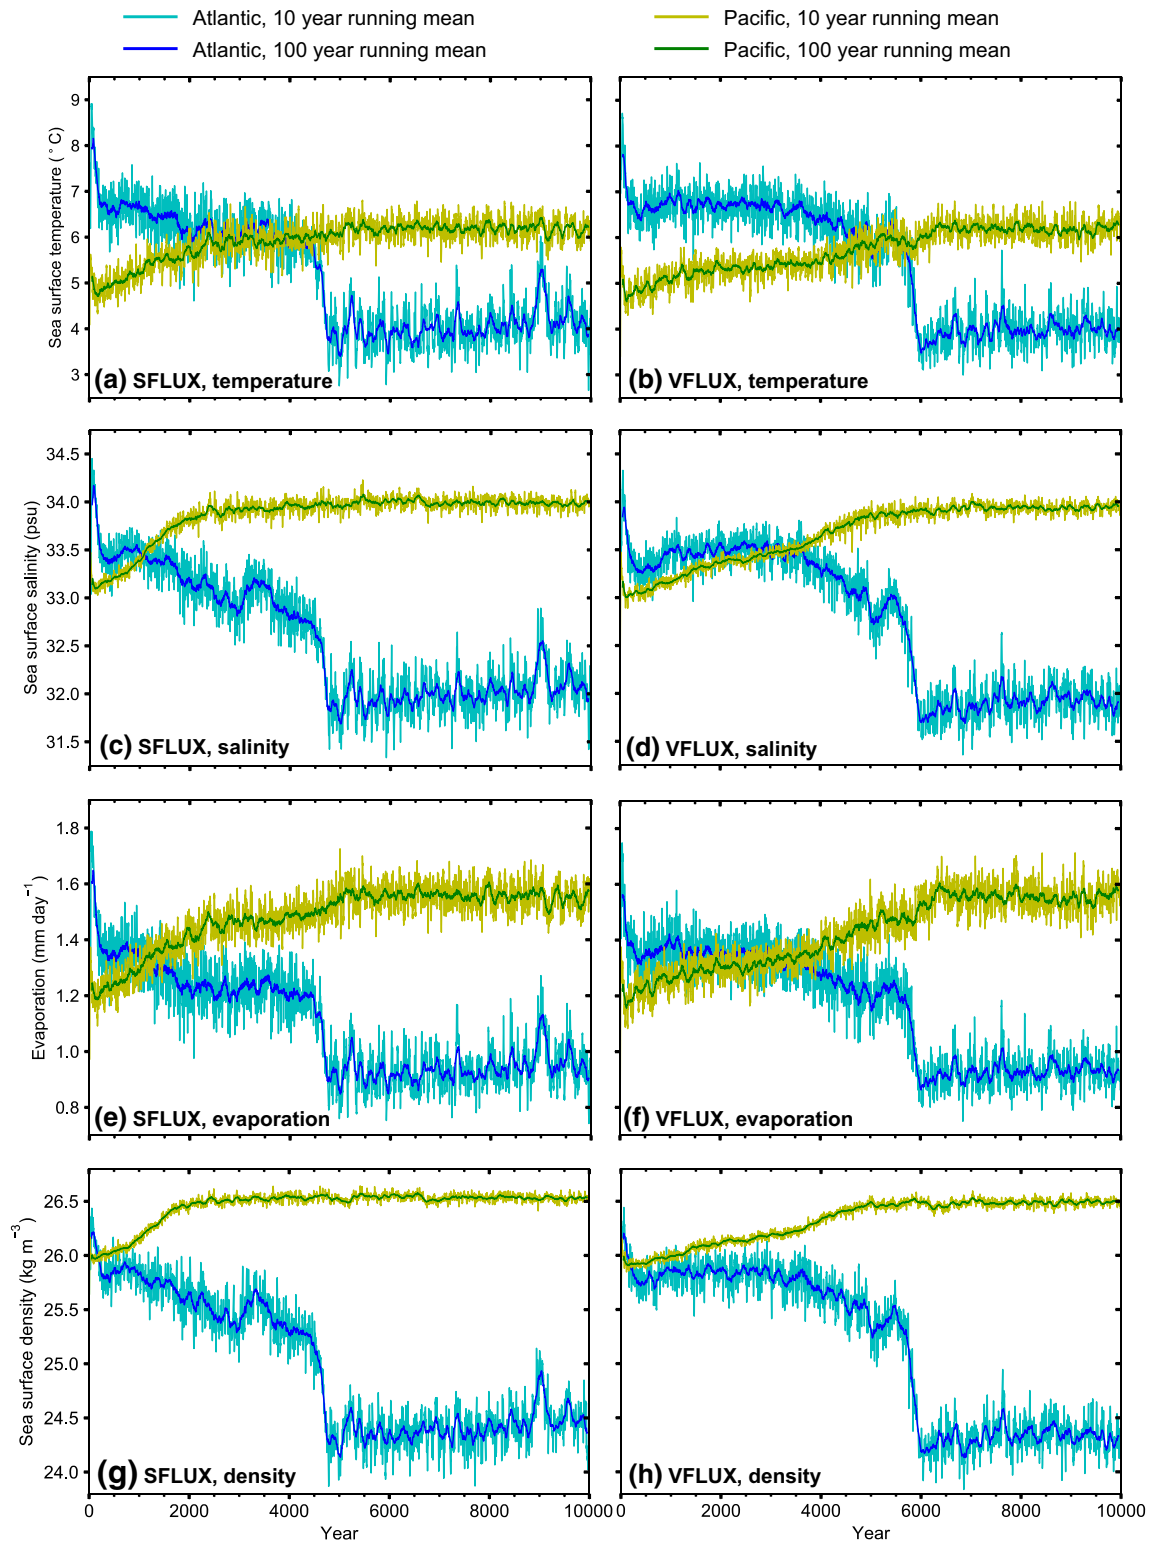 Atlantic, 10 year running mean
Pacific, 10 year running mean
Atlantic, 100 year running mean
Pacific, 100 year running mean
Sea surface temperature (°C)
9
8
7
6
5
4
3
(a) SFLUX, temperature
(b) VFLUX, temperature
Sea surface salinity (psu)
34.5
34.0
33.5
33.0
32.5
32.0
31.5
(c) SFLUX, salinity
(d) VFLUX, salinity
Evaporation (mm day⁻¹)
1.8
1.6
1.4
1.2
1.0
0.8
(e) SFLUX, evaporation
(f) VFLUX, evaporation
Sea surface density (kg m⁻³)
26.5
26.0
25.5
25.0
24.5
24.0
(g) SFLUX, density
(h) VFLUX, density
0 2000 4000 6000 8000 10000
0 2000 4000 6000 8000 10000
Year
Year